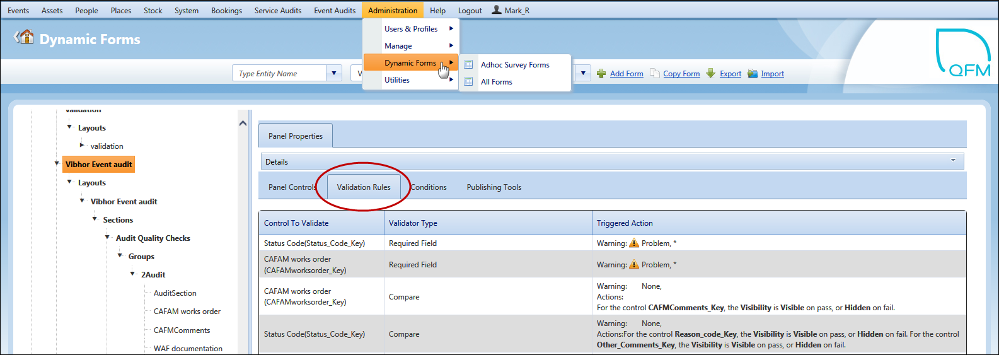 Events Assets People Places Stock System Bookings Service Audits Event Audits Administration Help Logout Mark_R
Dynamic Forms
Users & Profiles
Manage
Dynamic Forms
Utilities
Adhoc Survey Forms
All Forms
Type Entity Name
V
Add Form Copy Form Export Import
QFM
Validation
Layouts
validation
Vibhor Event audit
Layouts
Vibhor Event audit
Sections
Audit Quality Checks
Groups
2Audit
AuditSection
CAFAM works order
CAFMComments
WAF documentation
Panel Properties
Details
Panel Controls Validation Rules Conditions Publishing Tools
Control To Validate Validator Type Triggered Action
Status Code(Status_Code_Key) Required Field Warning: Problem, *
CAFAM works order
(CAFAMworksorder_Key) Required Field Warning: Problem, *
CAFAM works order
(CAFAMworksorder_Key) Compare Warning: None,
Actions:
For the control CAFMComments_Key, the Visibility is Visible on pass, or Hidden on fail.
Status Code(Status_Code_Key) Compare Warning: None,
Actions:For the control Reason_code_Key, the Visibility is Visible on pass, or Hidden on fail. For the control
Other_Comments_Key, the Visibility is Visible on pass, or Hidden on fail.